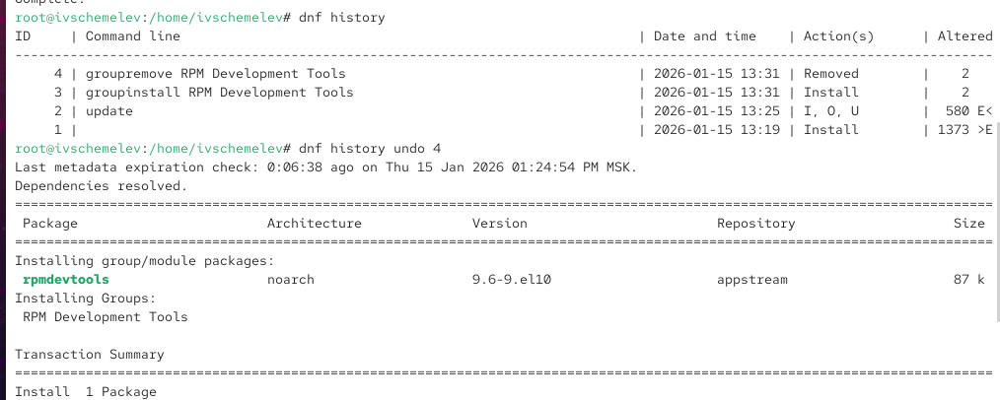 Complete:
root@ivschemelev:/home/ivschemelev# dnf history
ID | Command line | Date and time | Action(s) | Altered
--------------------------------------------------------------------------------
4 | groupremove RPM Development Tools | 2026-01-15 13:31 | Removed | 2
3 | groupinstall RPM Development Tools | 2026-01-15 13:31 | Install | 2
2 | update | 2026-01-15 13:25 | I, O, U | 580 E<
1 | | 2026-01-15 13:19 | Install | 1373 >E
root@ivschemelev:/home/ivschemelev# dnf history undo 4
Last metadata expiration check: 0:06:38 ago on Thu 15 Jan 2026 01:24:54 PM MSK.
Dependencies resolved.
================================================================================
Package Architecture Version Repository Size
================================================================================
Installing group/module packages:
rpmdevtools noarch 9.6-9.el10 appstream 87 k
Installing Groups:
RPM Development Tools
Transaction Summary
================================================================================
Install 1 Package